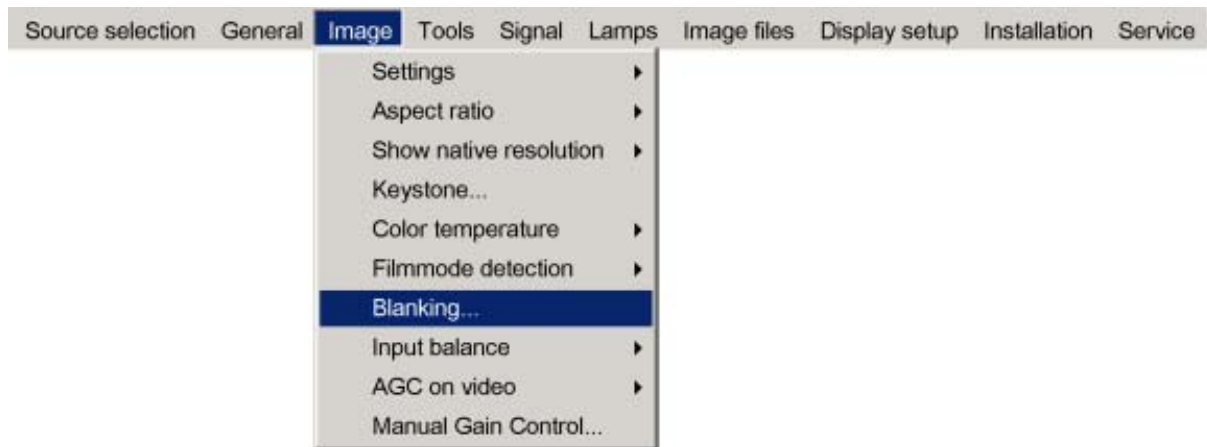 Source selection General Image Tools Signal Lamps Image files Display setup Installation Service
Settings
Aspect ratio
Show native resolution
Keystone...
Color temperature
Filmmode detection
Blanking...
Input balance
AGC on video
Manual Gain Control...